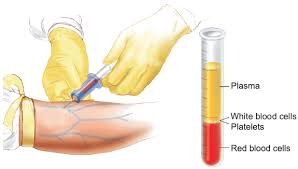 Plasma
White blood cells
Platelets
Red blood cells